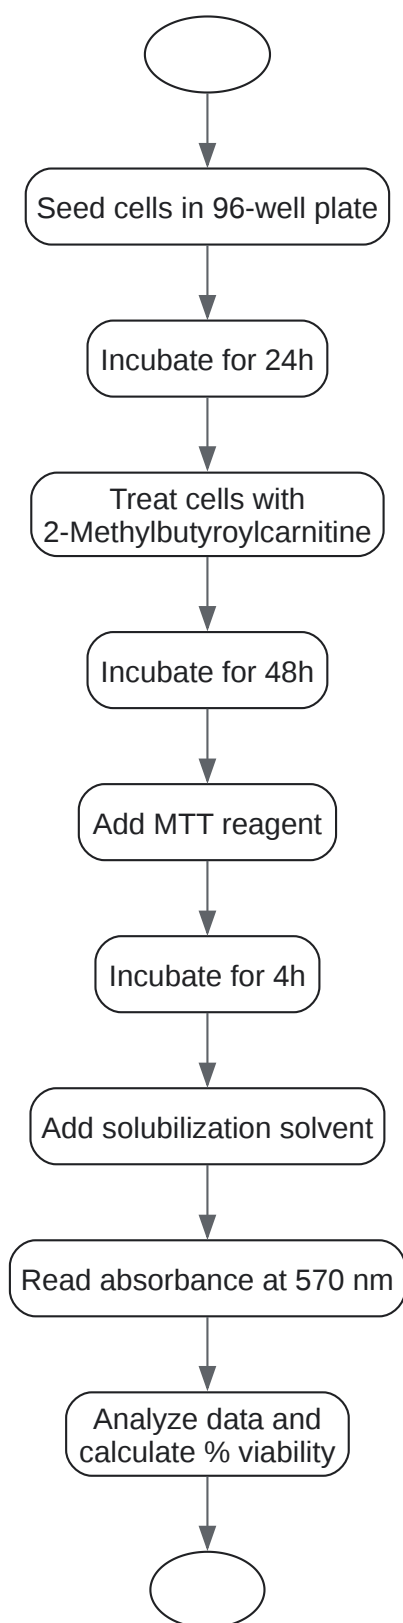 Seed cells in 96-well plate
Incubate for 24h
Treat cells with
2-Methylbutyroylcarnitine
Incubate for 48h
Add MTT reagent
Incubate for 4h
Add solubilization solvent
Read absorbance at 570 nm
Analyze data and
calculate % viability